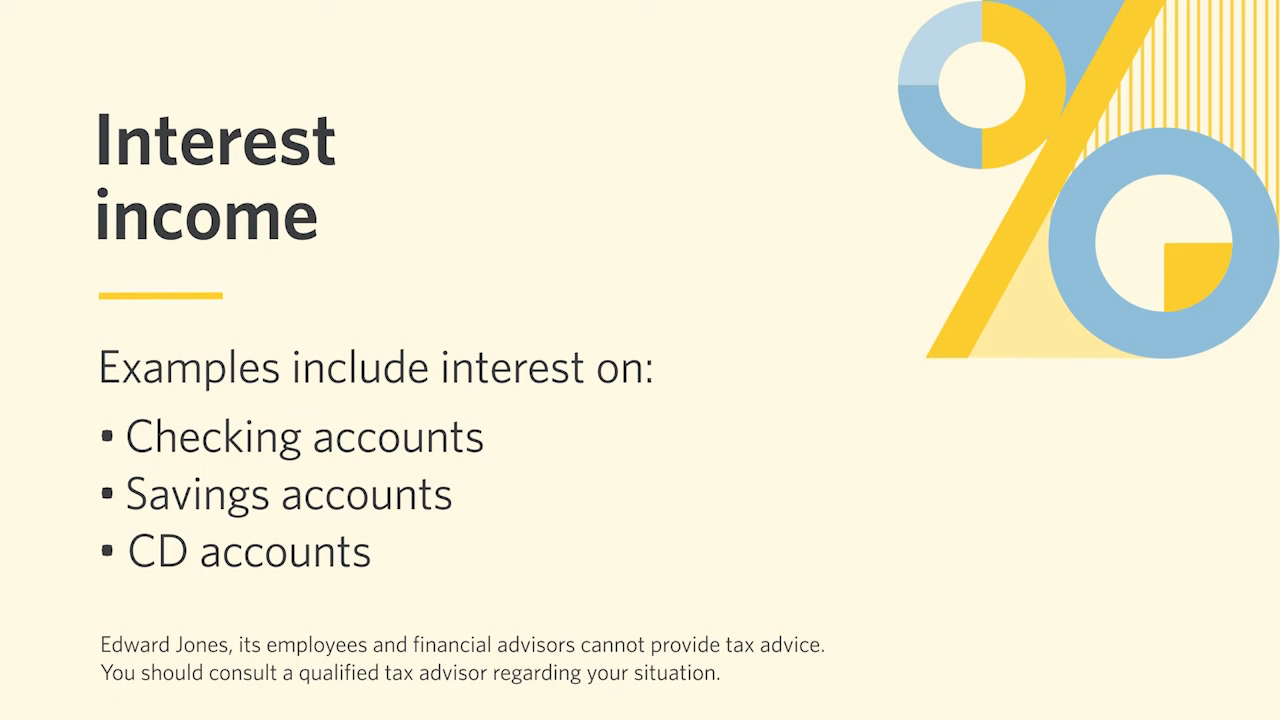 Interest
income
Examples include interest on:
• Checking accounts
• Savings accounts
• CD accounts
Edward Jones, its employees and financial advisors cannot provide tax advice.
You should consult a qualified tax advisor regarding your situation.